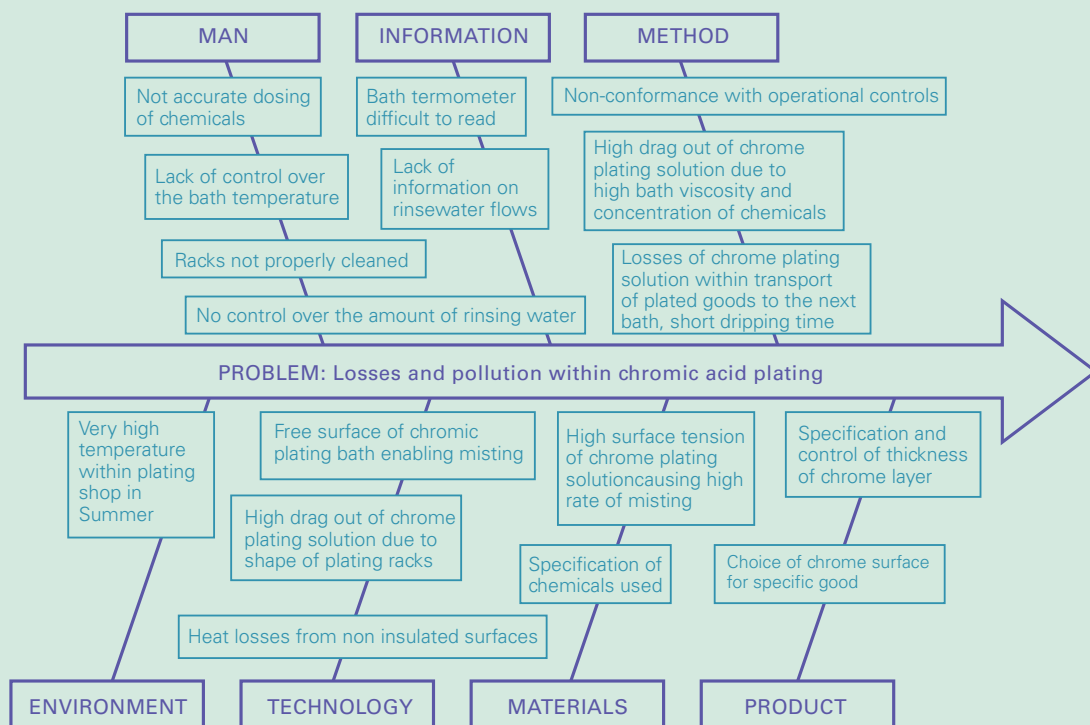 MAN
INFORMATION
METHOD
Not accurate dosing
of chemicals
Lack of control over
the bath temperature
Racks not properly cleaned
No control over the amount of rinsing water
Bath termometer
difficult to read
Lack of
information on
rinsewater flows
Non-conformance with operational controls
High drag out of chrome
plating solution due to
high bath viscosity and
concentration of chemicals
Losses of chrome plating
solution within transport
of plated goods to the next
bath, short dripping time
PROBLEM: Losses and pollution within chromic acid plating
Very high
temperature
within plating
shop in
Summer
Free surface of chromic
plating bath enabling misting
High drag out of chrome
plating solution due to
shape of plating racks
Heat losses from non insulated surfaces
High surface tension
of chrome plating
solutioncausing high
rate of misting
Specification of
chemicals used
Specification and
control of thickness
of chrome layer
Choice of chrome surface
for specific good
ENVIRONMENT
TECHNOLOGY
MATERIALS
PRODUCT